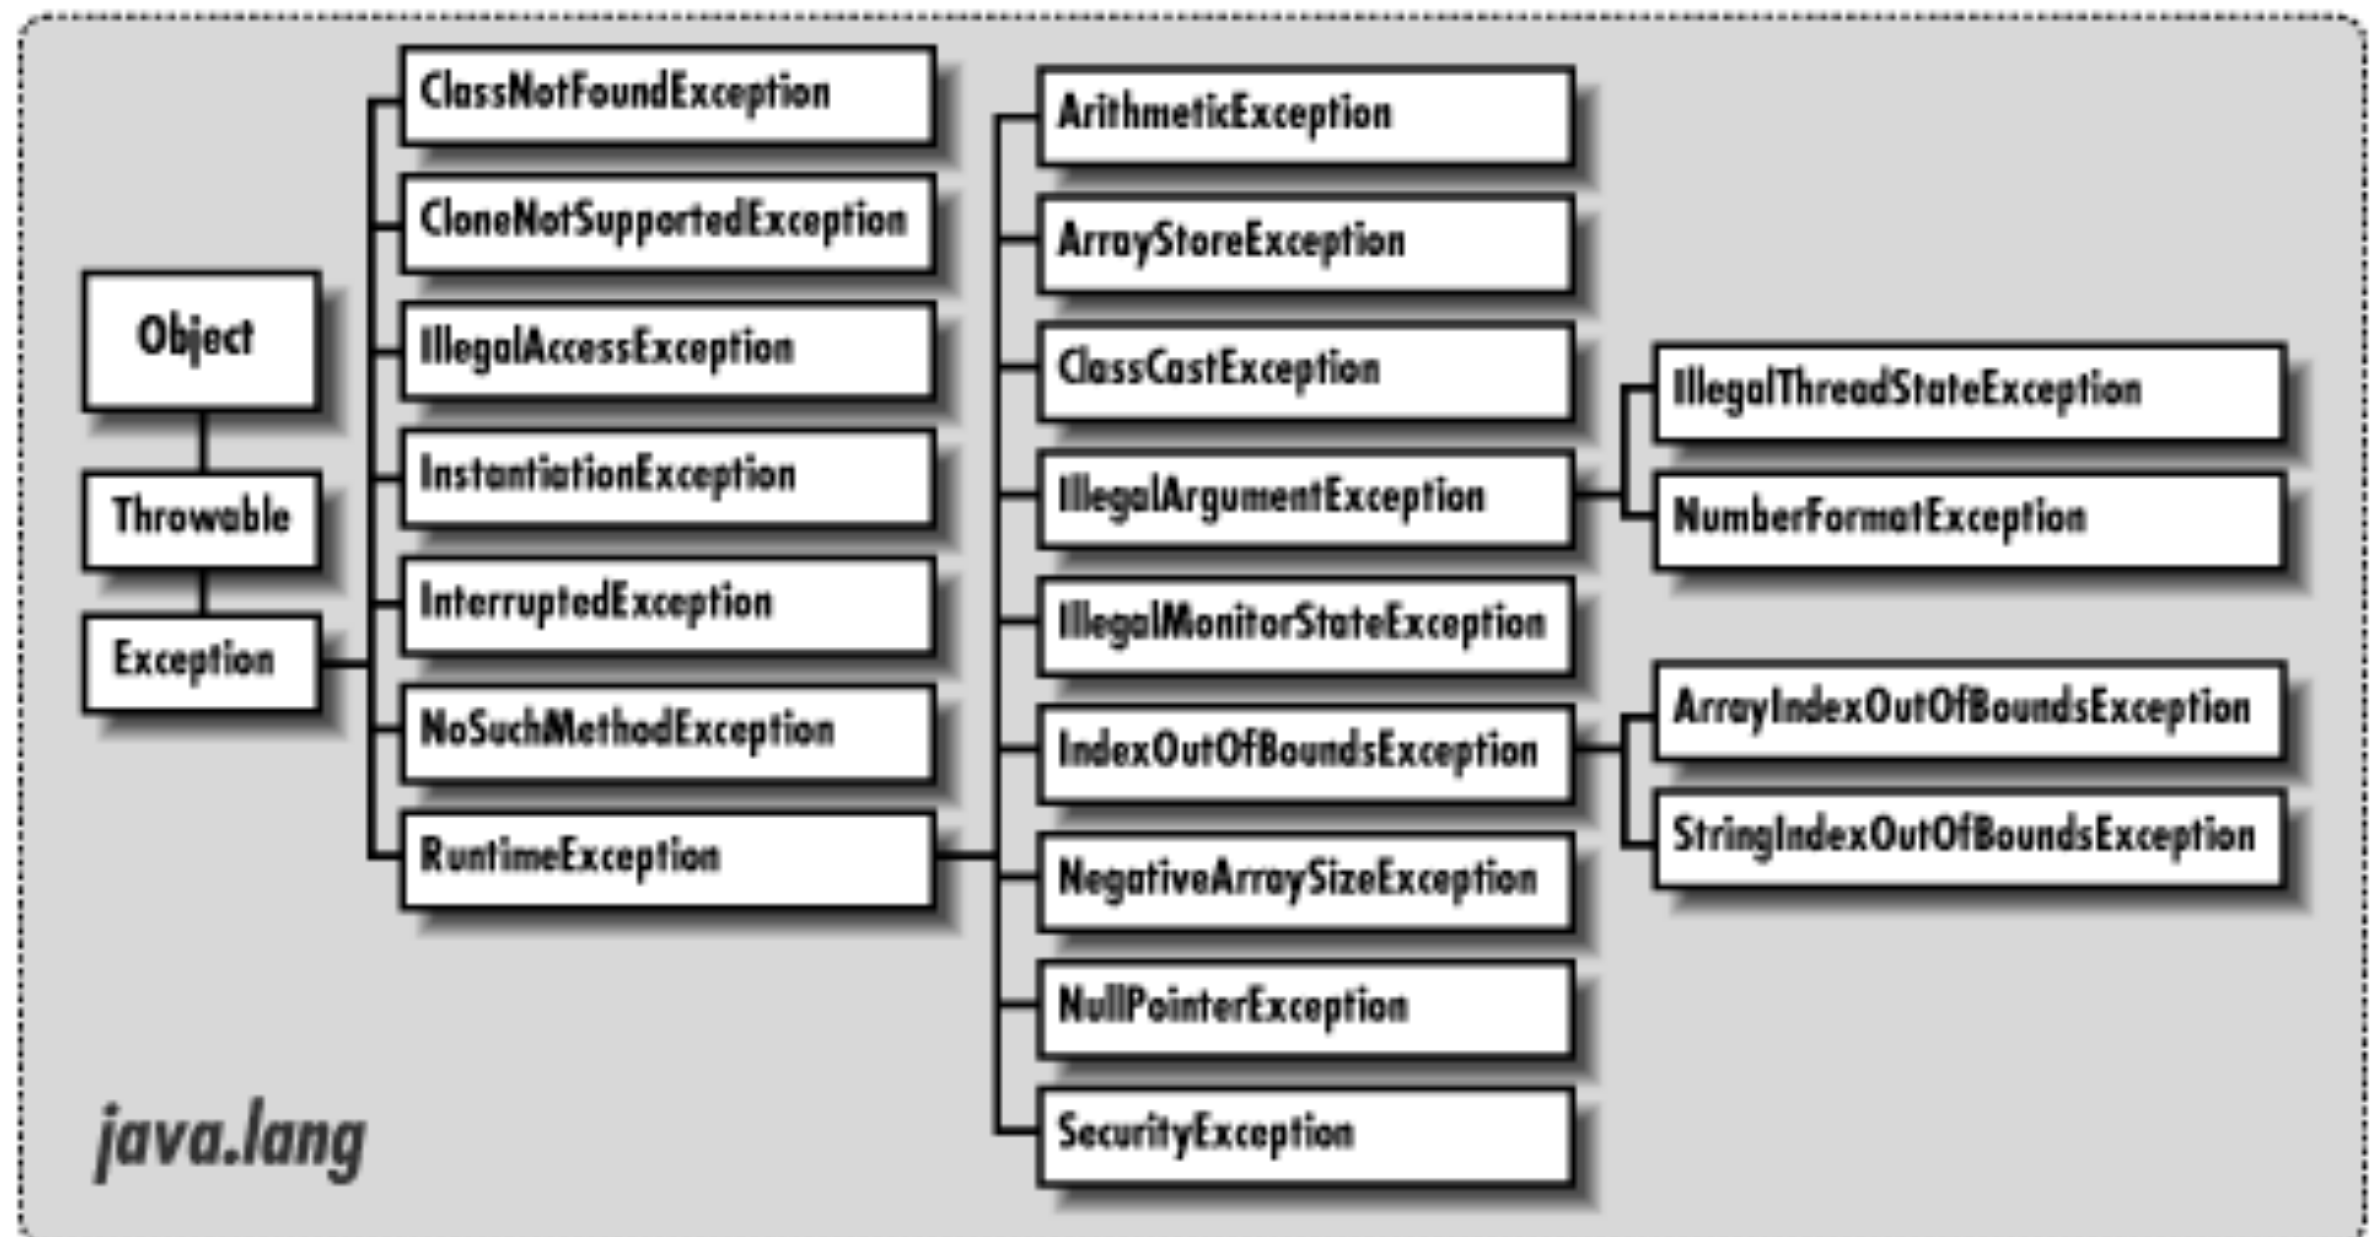 Object
Throwable
Exception
ClassNotFoundException
CloneNotSupportedException
IllegalAccessException
InstantiationException
InterruptedException
NoSuchMethodException
RuntimeException
ArithmeticException
ArrayStoreException
ClassCastException
IllegalArgumentException
IllegalMonitorStateException
IndexOutOfBoundsException
NegativeArraySizeException
NullPointerException
SecurityException
IllegalThreadStateException
NumberFormatException
ArrayIndexOutOfBoundsException
StringIndexOutOfBoundsException
java.lang